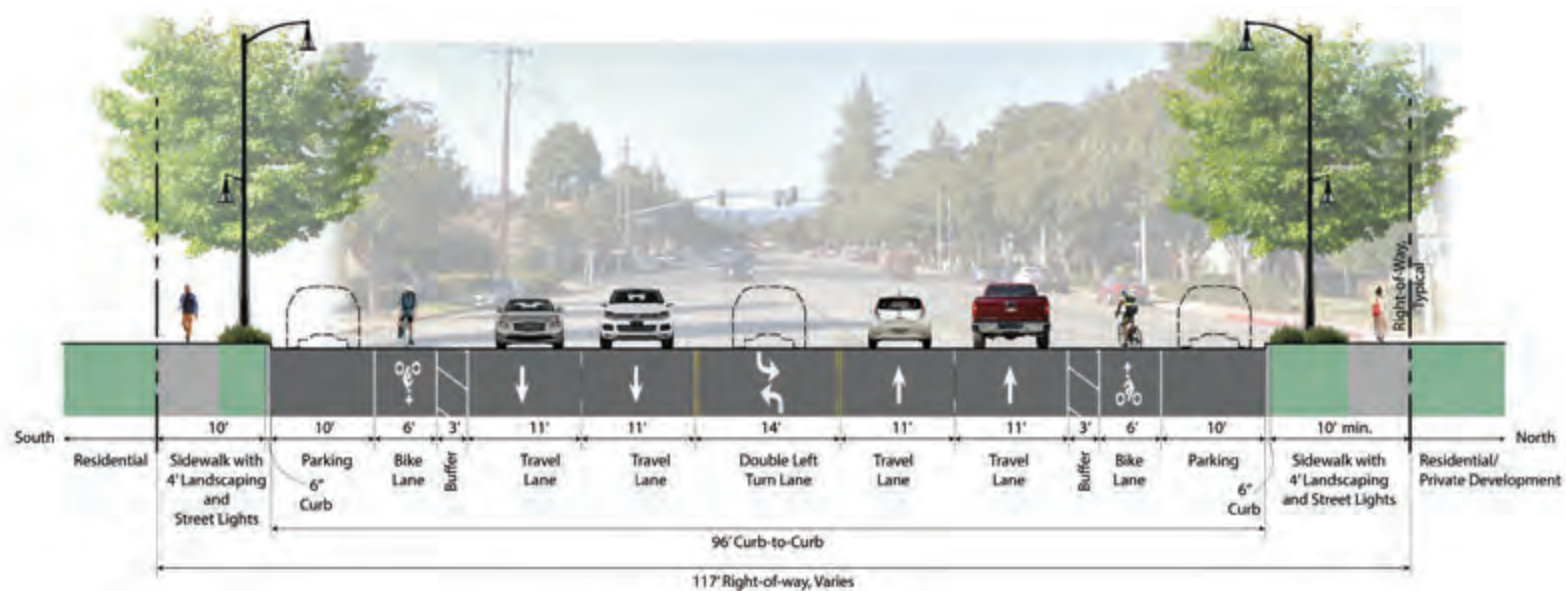 Right-of-Way,
Typical
10'
10'
6'
3'
11'
11'
14'
11'
11'
3'
6'
10'
10' min.
South
North
Residential
Sidewalk with
4' Landscaping
and
Street Lights
6"
Curb
Parking
Bike
Lane
Buffer
Travel
Lane
Travel
Lane
Double Left
Turn Lane
Travel
Lane
Travel
Lane
Buffer
Bike
Lane
Parking
6"
Curb
Sidewalk with
4' Landscaping
and Street Lights
Residential/
Private Development
96' Curb-to-Curb
117' Right-of-way, Varies